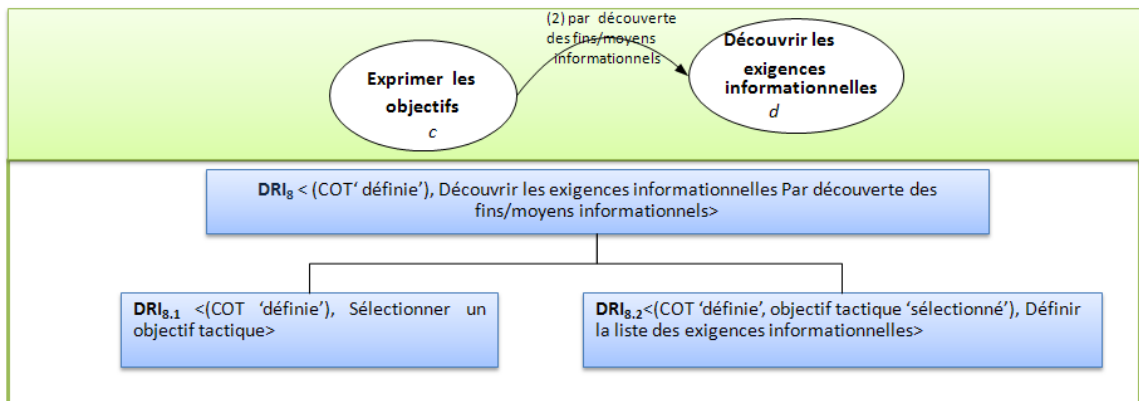 (2) par découverte
des fins/moyens
informationnels
Exprimer les
objectifs
c
Découvrir les
exigences
informationnelles
d
DRI8 < (COT‘ définie’), Découvrir les exigences informationnelles Par découverte des
fins/moyens informationnels>
DRI8.1 <(COT ‘définie’), Sélectionner un
objectif tactique>
DRI8.2<(COT ‘définie’, objectif tactique ‘sélectionné’), Définir
la liste des exigences informationnelles>